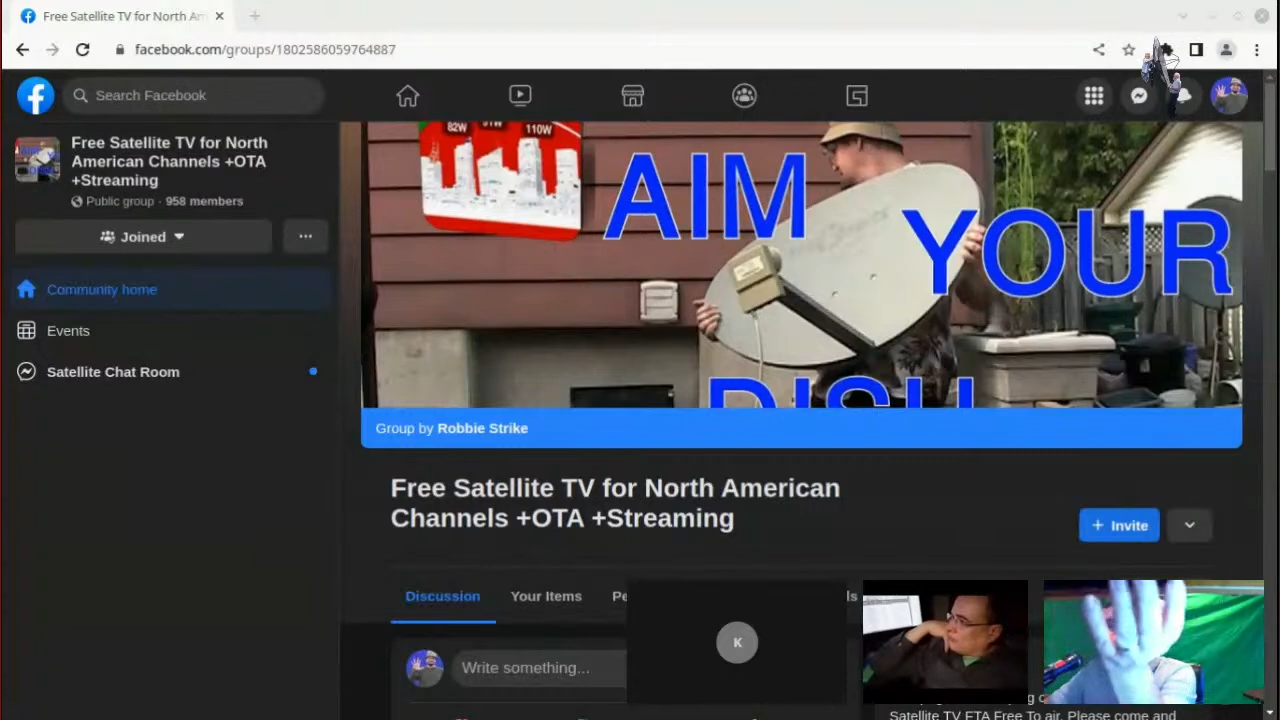 Free Satellite TV for North Am
facebook.com/groups/1802586059764887
Search Facebook
Free Satellite TV for North
American Channels +OTA
+Streaming
Public group · 958 members
Joined
Community home
Events
Satellite Chat Room
82W 91W 110W
AIM
YOUR
DISH
Group by Robbie Strike
Free Satellite TV for North American
Channels +OTA +Streaming
+ Invite
Discussion
Your Items
Write something...
K
Satellite TV FTA Free To air. Please come and